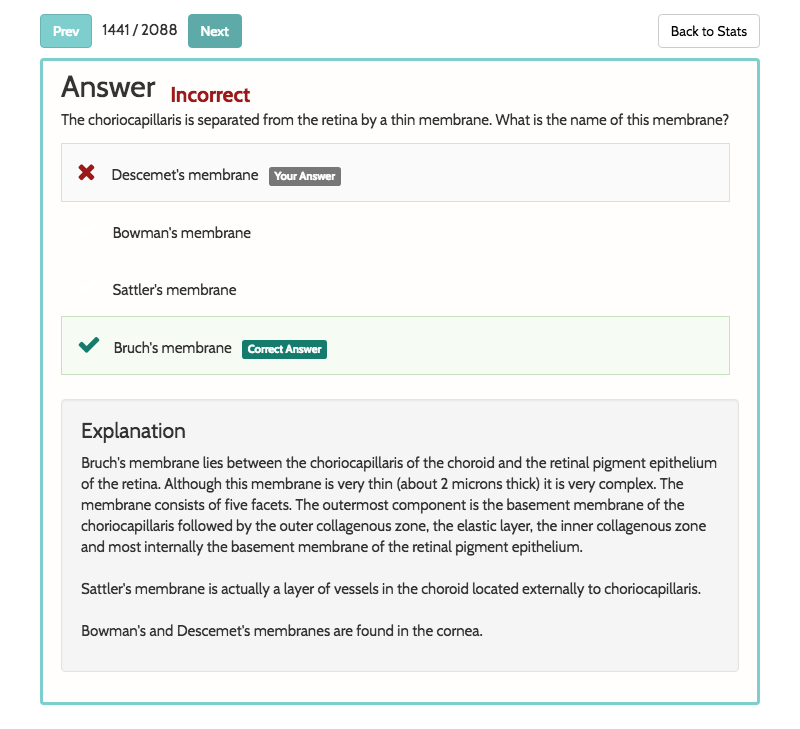 Prev 1441 / 2088 Next Back to Stats
Answer Incorrect
The choriocapillaris is separated from the retina by a thin membrane. What is the name of this membrane?
Descemet's membrane Your Answer
Bowman's membrane
Sattler's membrane
Bruch's membrane Correct Answer
Explanation
Bruch's membrane lies between the choriocapillaris of the choroid and the retinal pigment epithelium
of the retina. Although this membrane is very thin (about 2 microns thick) it is very complex. The
membrane consists of five facets. The outermost component is the basement membrane of the
choriocapillaris followed by the outer collagenous zone, the elastic layer, the inner collagenous zone
and most internally the basement membrane of the retinal pigment epithelium.
Sattler's membrane is actually a layer of vessels in the choroid located externally to choriocapillaris.
Bowman's and Descemet's membranes are found in the cornea.